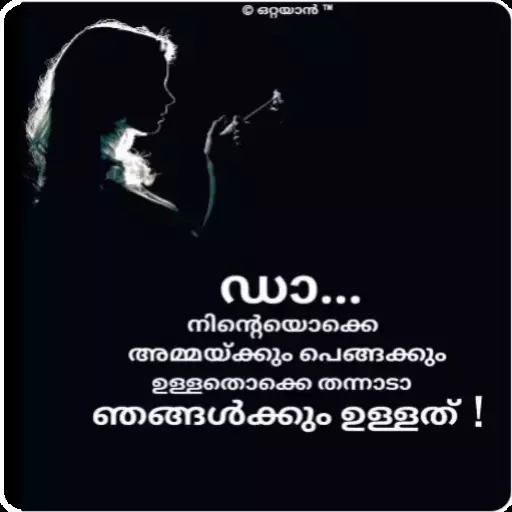 © ഒറ്റയാൻ ™
ഡാ...
നിന്റെയൊക്കെ
അമ്മയ്ക്കും പെങ്ങക്കും
ഉള്ളതൊക്കെ തന്നാടാ
ഞങ്ങൾക്കും ഉള്ളത് !